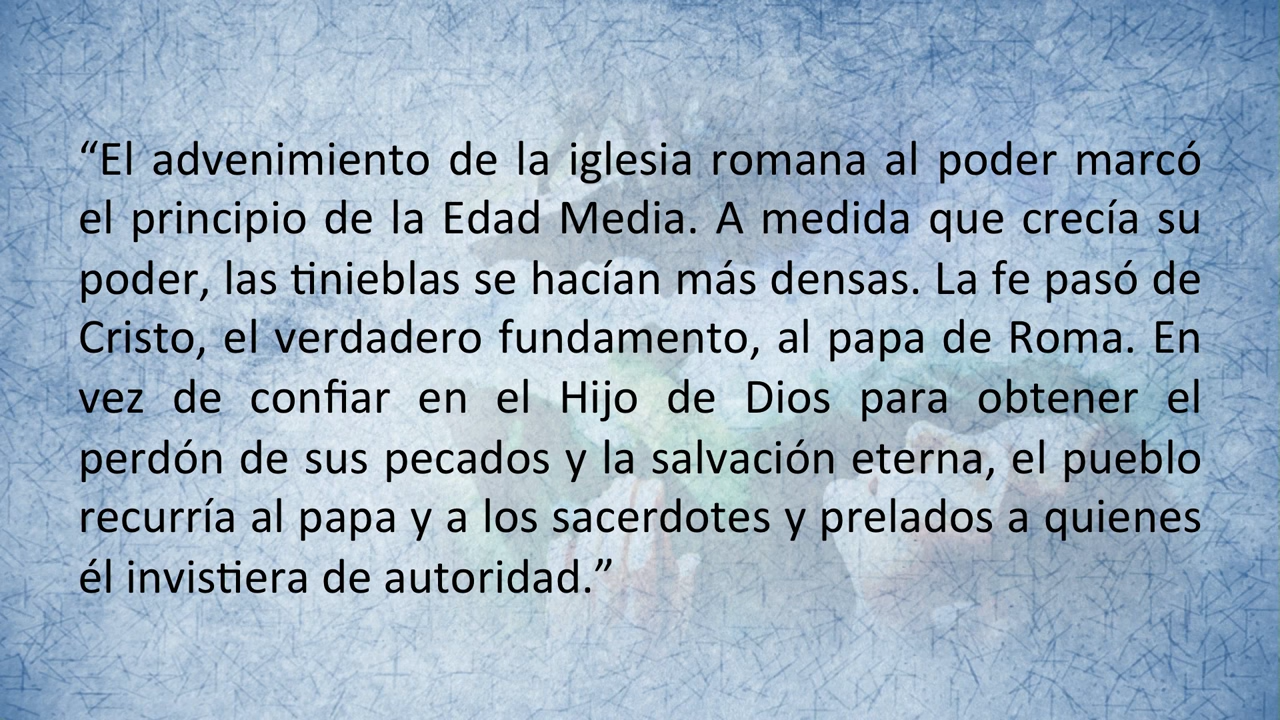 “El advenimiento de la iglesia romana al poder marcó
el principio de la Edad Media. A medida que crecía su
poder, las tinieblas se hacían más densas. La fe pasó de
Cristo, el verdadero fundamento, al papa de Roma. En
vez de confiar en el Hijo de Dios para obtener el
perdón de sus pecados y la salvación eterna, el pueblo
recurría al papa y a los sacerdotes y prelados a quienes
él invistiera de autoridad.”